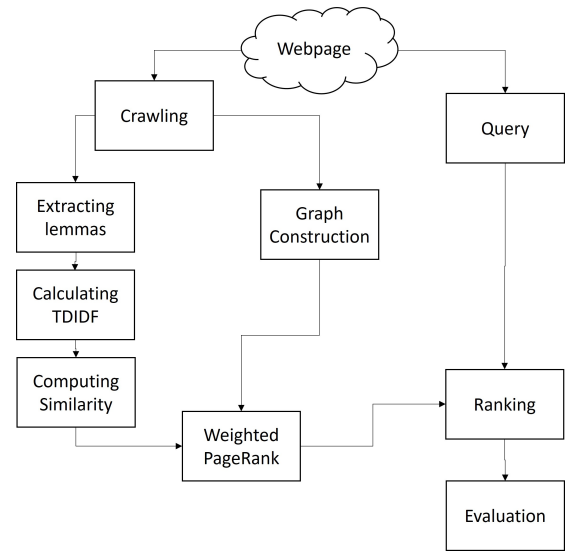 Webpage
Crawling
Query
Extracting
lemmas
Graph
Construction
Calculating
TDIDF
Computing
Similarity
Ranking
Weighted
PageRank
Evaluation